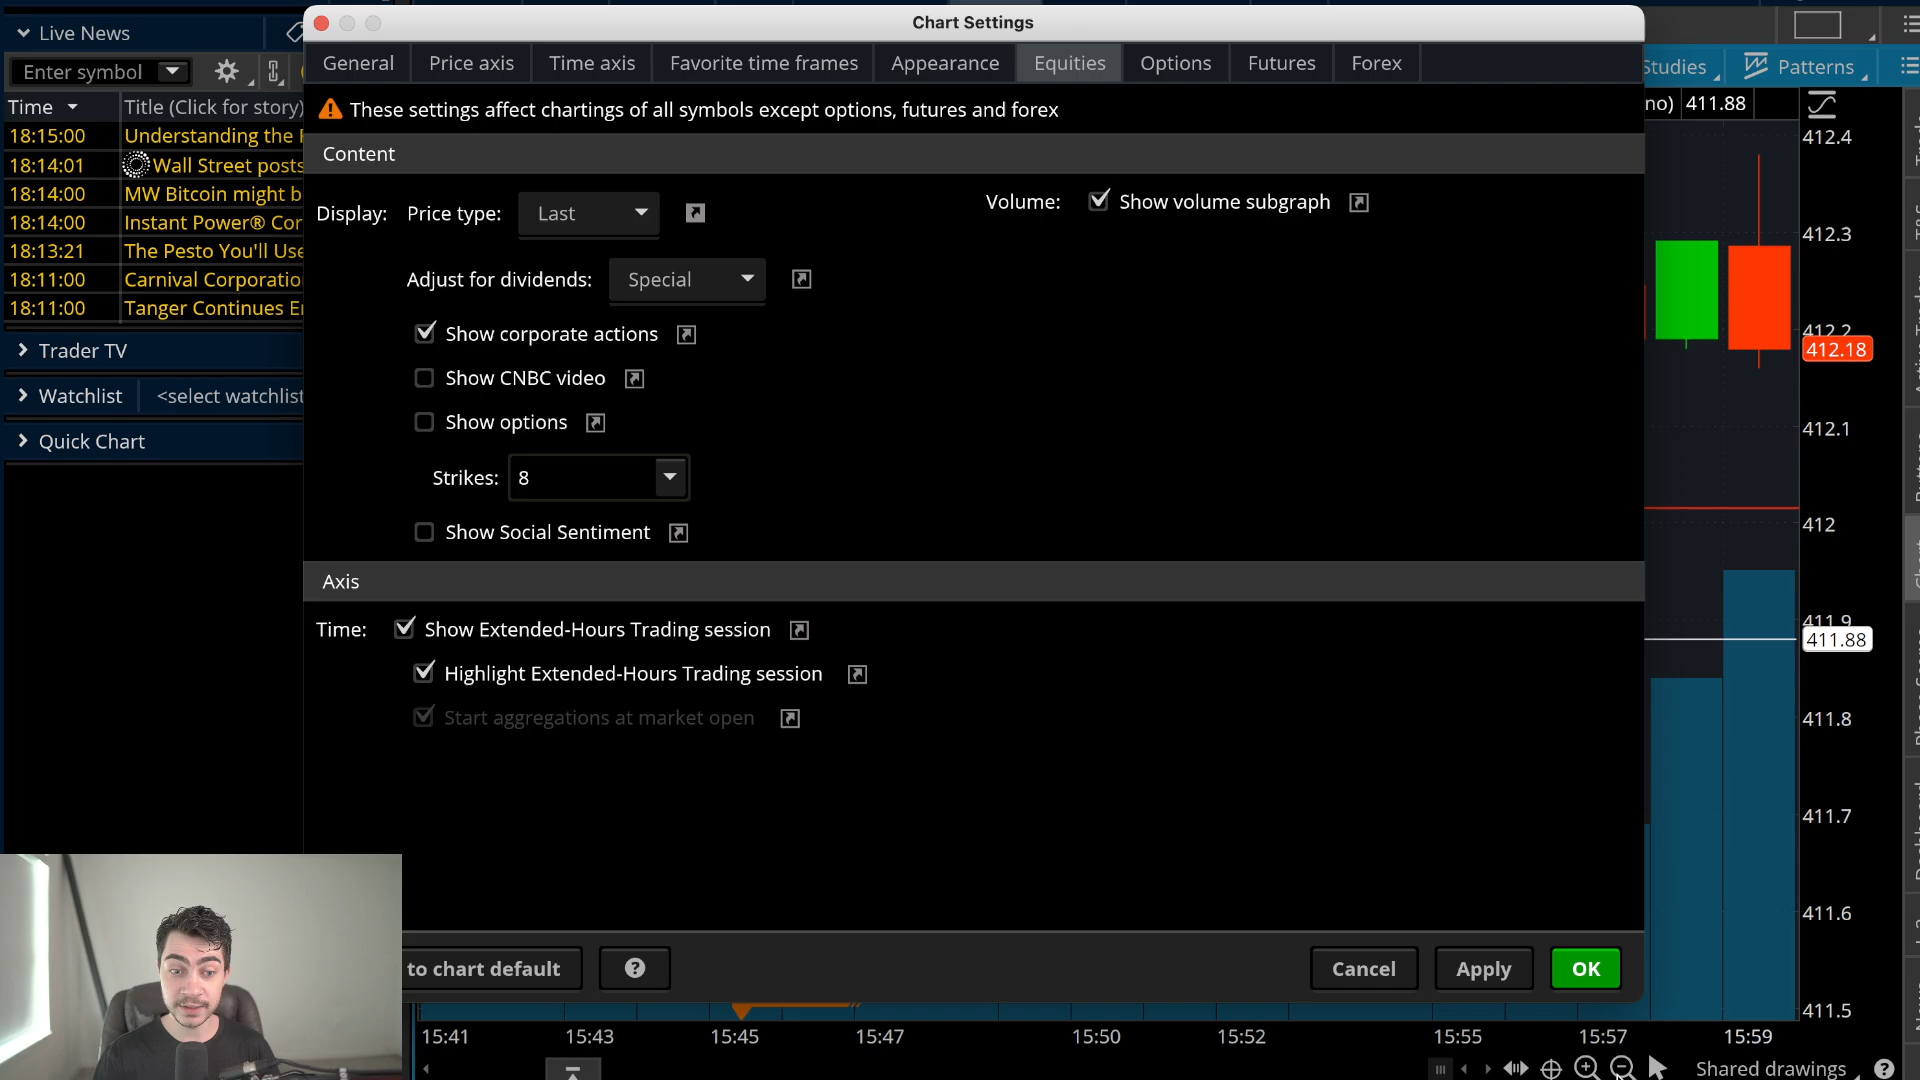 Chart Settings
Live News
General Price axis Time axis Favorite time frames Appearance Equities Options Futures Forex
Enter symbol
Studies Patterns
Time Title (Click for story)
These settings affect chartings of all symbols except options, futures and forex
no) 411.88
18:15:00 Understanding the
18:14:01 Wall Street posts
18:14:00 MW Bitcoin might b
18:14:00 Instant Power® Cor
18:13:21 The Pesto You'll Use
18:11:00 Carnival Corporatio
18:11:00 Tanger Continues E
Trader TV
Watchlist <select watchlist
Quick Chart
Content
Display: Price type: Last
Volume: Show volume subgraph
Adjust for dividends: Special
Show corporate actions
Show CNBC video
Show options
Strikes: 8
Show Social Sentiment
Axis
Time: Show Extended-Hours Trading session
Highlight Extended-Hours Trading session
Start aggregations at market open
to chart default
?
Cancel Apply OK
412.4
412.3
412.2
412.18
412.1
412
411.9
411.88
411.8
411.7
411.6
411.5
15:41 15:43 15:45 15:47 15:50 15:52 15:55 15:57 15:59
Shared drawings ?